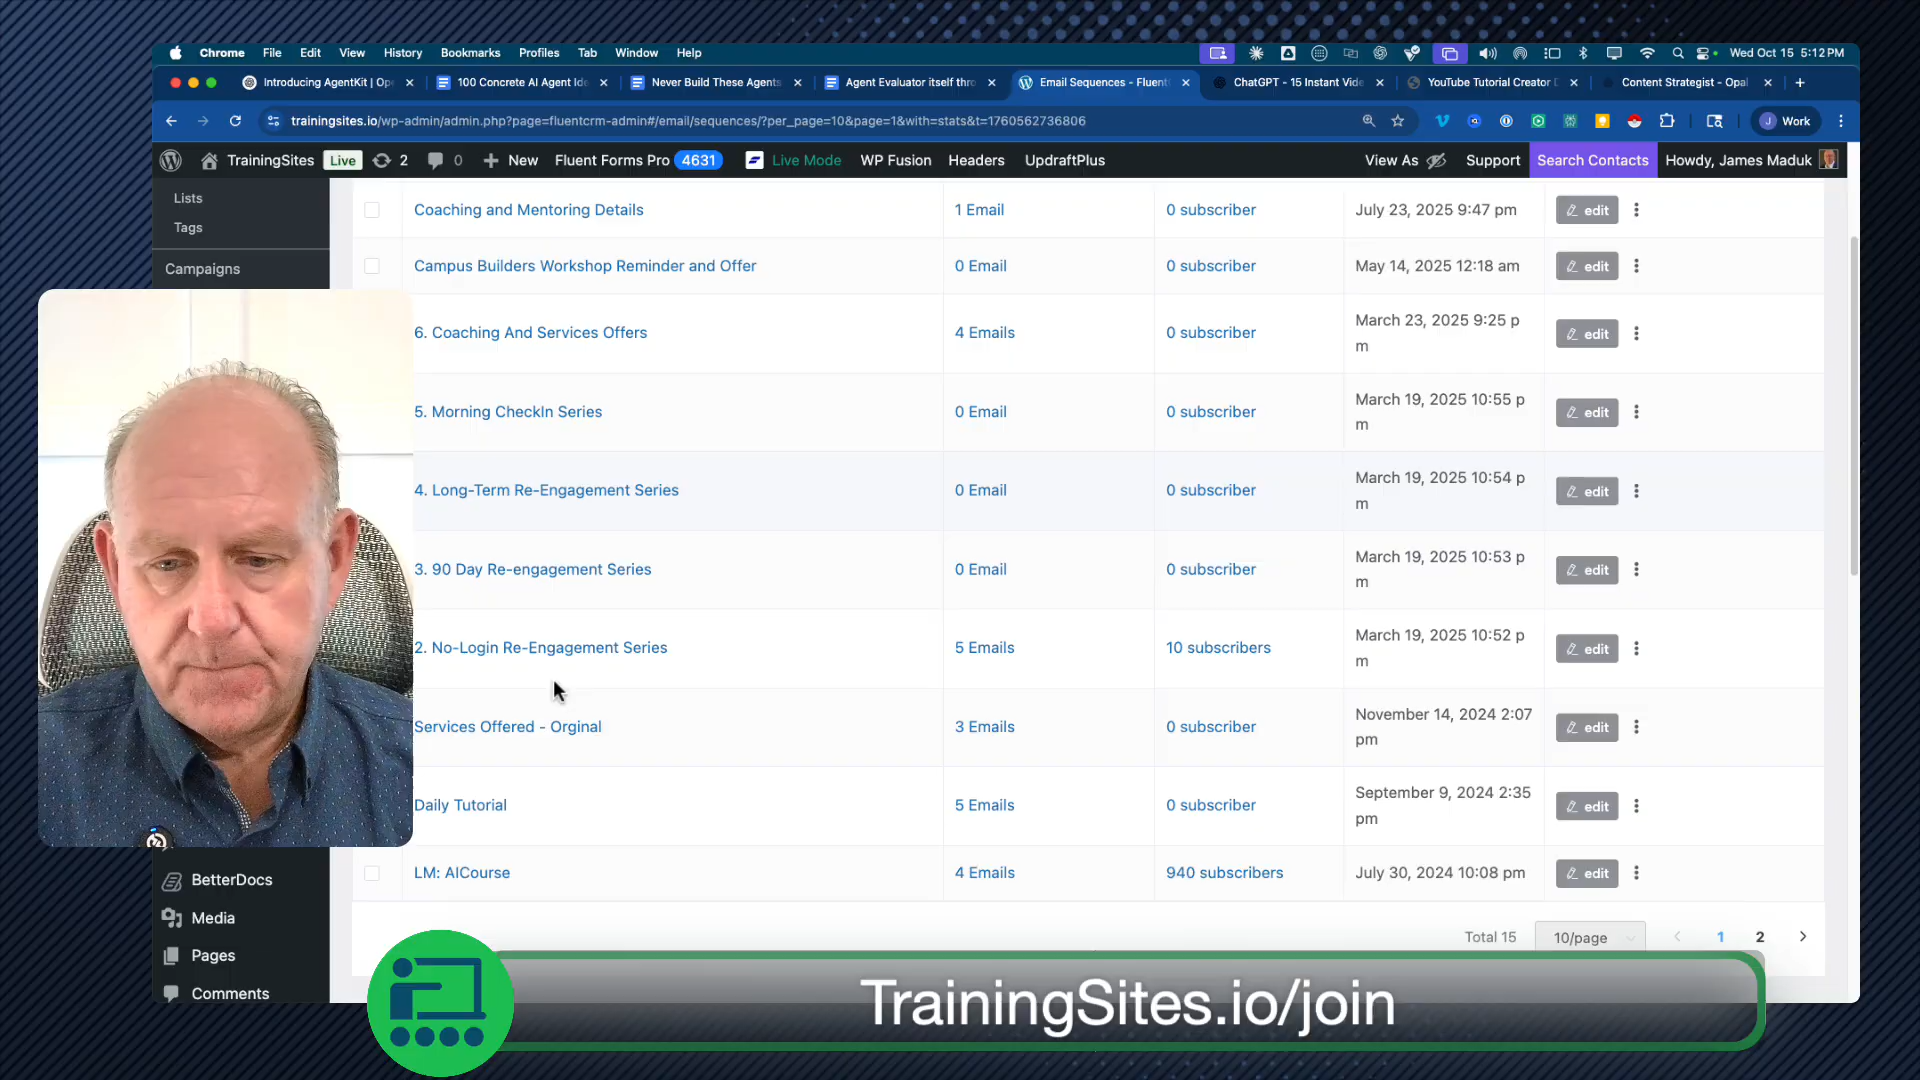 Chrome File Edit View History Bookmarks Profiles Tab Window Help Wed Oct 15 5:12 PM
Introducing AgentKit | Op 100 Concrete AI Agent Ide Never Build These Agents Agent Evaluator itself thro Email Sequences - Fluent ChatGPT - 15 Instant Vide YouTube Tutorial Creator Content Strategist - Opal
trainingsites.io/wp-admin/admin.php?page=fluentcrm-admin#/email/sequences/?per_page=10&page=1&with=stats&t=1760562736806 J Work
TrainingSites Live 2 0 New Fluent Forms Pro 4631 Live Mode WP Fusion Headers UpdraftPlus View As Support Search Contacts Howdy, James Maduk
Lists
Tags
Campaigns
Coaching and Mentoring Details 1 Email 0 subscriber July 23, 2025 9:47 pm edit
Campus Builders Workshop Reminder and Offer 0 Email 0 subscriber May 14, 2025 12:18 am edit
6. Coaching And Services Offers 4 Emails 0 subscriber March 23, 2025 9:25 p
m edit
5. Morning CheckIn Series 0 Email 0 subscriber March 19, 2025 10:55 p
m edit
4. Long-Term Re-Engagement Series 0 Email 0 subscriber March 19, 2025 10:54 p
m edit
3. 90 Day Re-engagement Series 0 Email 0 subscriber March 19, 2025 10:53 p
m edit
2. No-Login Re-Engagement Series 5 Emails 10 subscribers March 19, 2025 10:52 p
m edit
Services Offered - Orginal 3 Emails 0 subscriber November 14, 2024 2:07
pm edit
Daily Tutorial 5 Emails 0 subscriber September 9, 2024 2:35
pm edit
LM: AICourse 4 Emails 940 subscribers July 30, 2024 10:08 pm edit
BetterDocs
Media
Pages
Comments
Total 15 10/page 1 2
TrainingSites.io/join